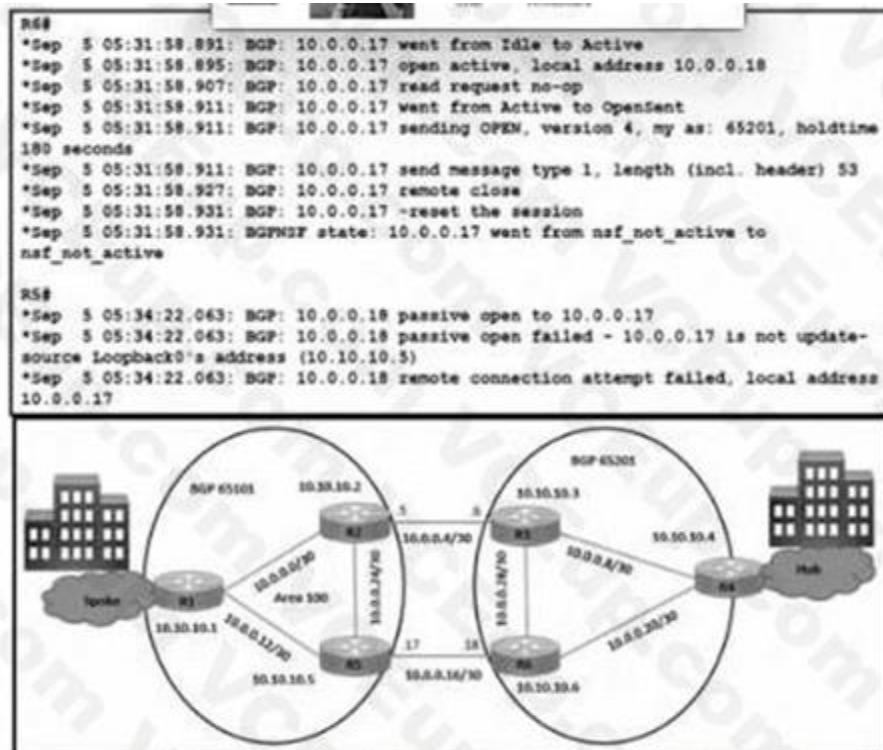 R6#
*Sep 5 05:31:58.891: BGP: 10.0.0.17 went from Idle to Active
*Sep 5 05:31:58.895: BGP: 10.0.0.17 open active, local address 10.0.0.18
*Sep 5 05:31:58.907: BGP: 10.0.0.17 read request no-op
*Sep 5 05:31:58.911: BGP: 10.0.0.17 went from Active to OpenSent
*Sep 5 05:31:58.911: BGP: 10.0.0.17 sending OPEN, version 4, my as: 65201, holdtime
180 seconds
*Sep 5 05:31:58.911: BGP: 10.0.0.17 send message type 1, length (incl. header) 53
*Sep 5 05:31:58.927: BGP: 10.0.0.17 remote close
*Sep 5 05:31:58.931: BGP: 10.0.0.17 -reset the session
*Sep 5 05:31:58.931: BGPNSF state: 10.0.0.17 went from nsf_not_active to
nsf_not_active
R5#
*Sep 5 05:34:22.063: BGP: 10.0.0.18 passive open to 10.0.0.17
*Sep 5 05:34:22.063: BGP: 10.0.0.18 passive open failed - 10.0.0.17 is not update-
source Loopback0's address (10.10.10.5)
*Sep 5 05:34:22.063: BGP: 10.0.0.18 remote connection attempt failed, local address
10.0.0.17
BGP 65101
BGP 65201
10.10.10.2
10.10.10.3
R2
5
6
R3
10.0.0.4/30
10.10.10.4
10.0.0.0/30
10.0.0.8/30
Spoke
R1
Area 100
10.0.0.24/30
10.0.0.28/30
R4
Hub
10.10.10.1
10.0.0.12/30
10.0.0.20/30
R5
17
18
R6
10.10.10.5
10.0.0.16/30
10.10.10.6